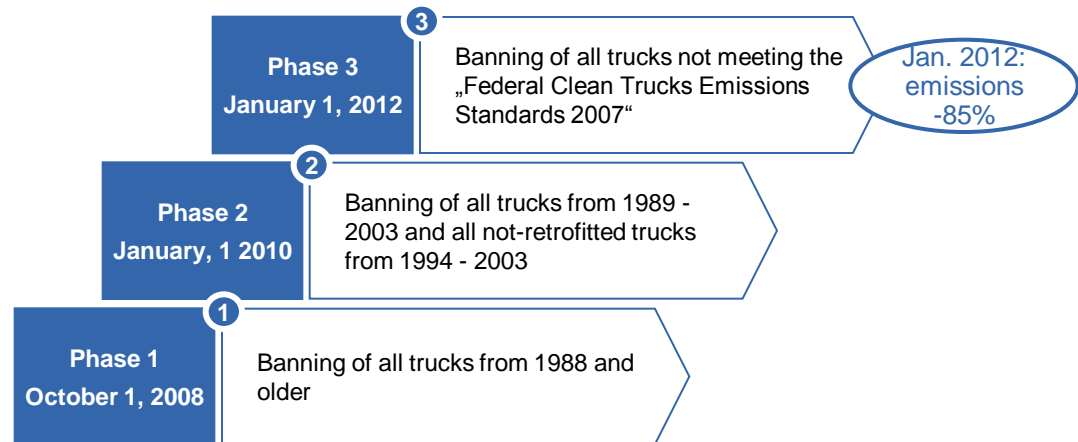 3
Phase 3
January 1, 2012
Banning of all trucks not meeting the
„Federal Clean Trucks Emissions
Standards 2007“
Jan. 2012:
emissions
-85%
2
Phase 2
January, 1 2010
Banning of all trucks from 1989 -
2003 and all not-retrofitted trucks
from 1994 - 2003
1
Phase 1
October 1, 2008
Banning of all trucks from 1988 and
older